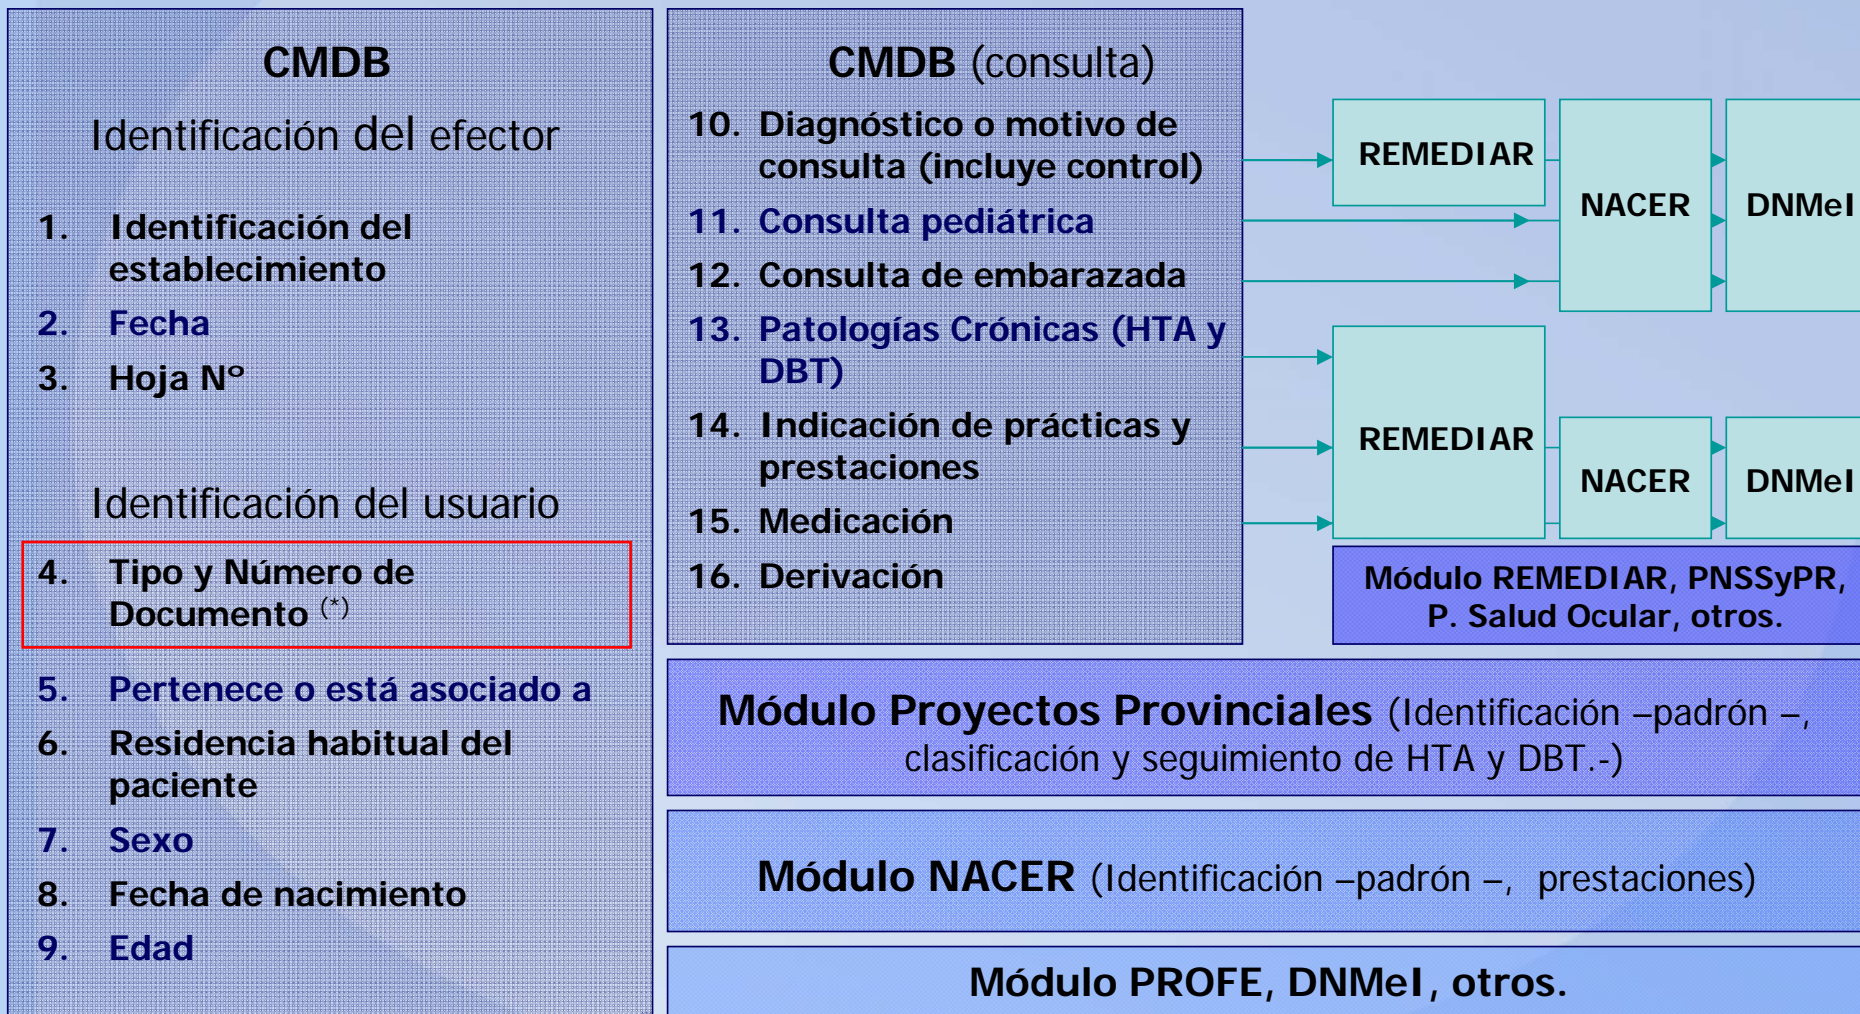 CMDB
Identificación del efector
1. Identificación del
establecimiento
2. Fecha
3. Hoja Nº
Identificación del usuario
4. Tipo y Número de
Documento (*)
5. Pertenece o está asociado a
6. Residencia habitual del
paciente
7. Sexo
8. Fecha de nacimiento
9. Edad
CMDB (consulta)
10. Diagnóstico o motivo de
consulta (incluye control)
11. Consulta pediátrica
12. Consulta de embarazada
13. Patologías Crónicas (HTA y
DBT)
14. Indicación de prácticas y
prestaciones
15. Medicación
16. Derivación
REMEDIAR
NACER
DNMeI
REMEDIAR
NACER
DNMeI
Módulo REMEDIAR, PNSSyPR,
P. Salud Ocular, otros.
Módulo Proyectos Provinciales (Identificación –padrón –,
clasificación y seguimiento de HTA y DBT.-)
Módulo NACER (Identificación –padrón –, prestaciones)
Módulo PROFE, DNMeI, otros.